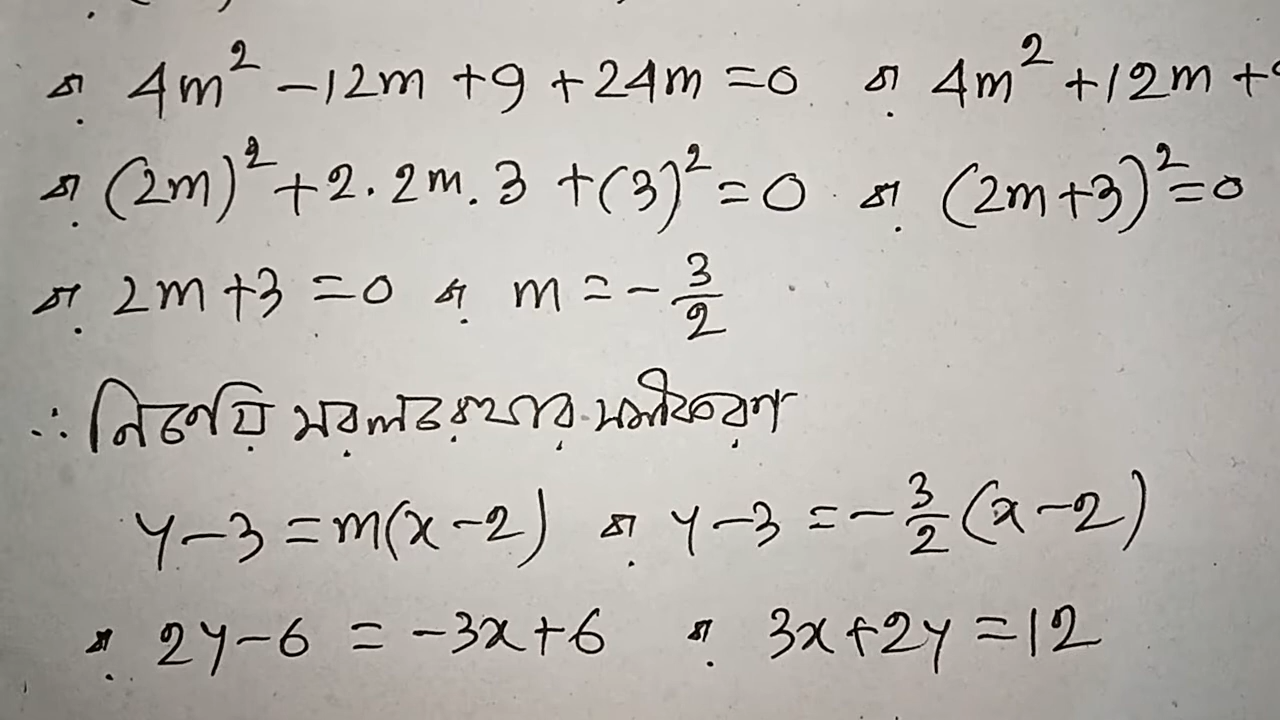 বা, 4m² - 12m + 9 + 24m = 0 বা, 4m² + 12m +
বা, (2m)² + 2. 2m. 3 + (3)² = 0 বা, (2m+3)² = 0
বা, 2m + 3 = 0 বা, m = - 3/2
∴ নির্ণেয় সরলরেখার সমীকরণ
y - 3 = m(x - 2) বা, y - 3 = - 3/2 (x - 2)
বা, 2y - 6 = -3x + 6 বা, 3x + 2y = 12